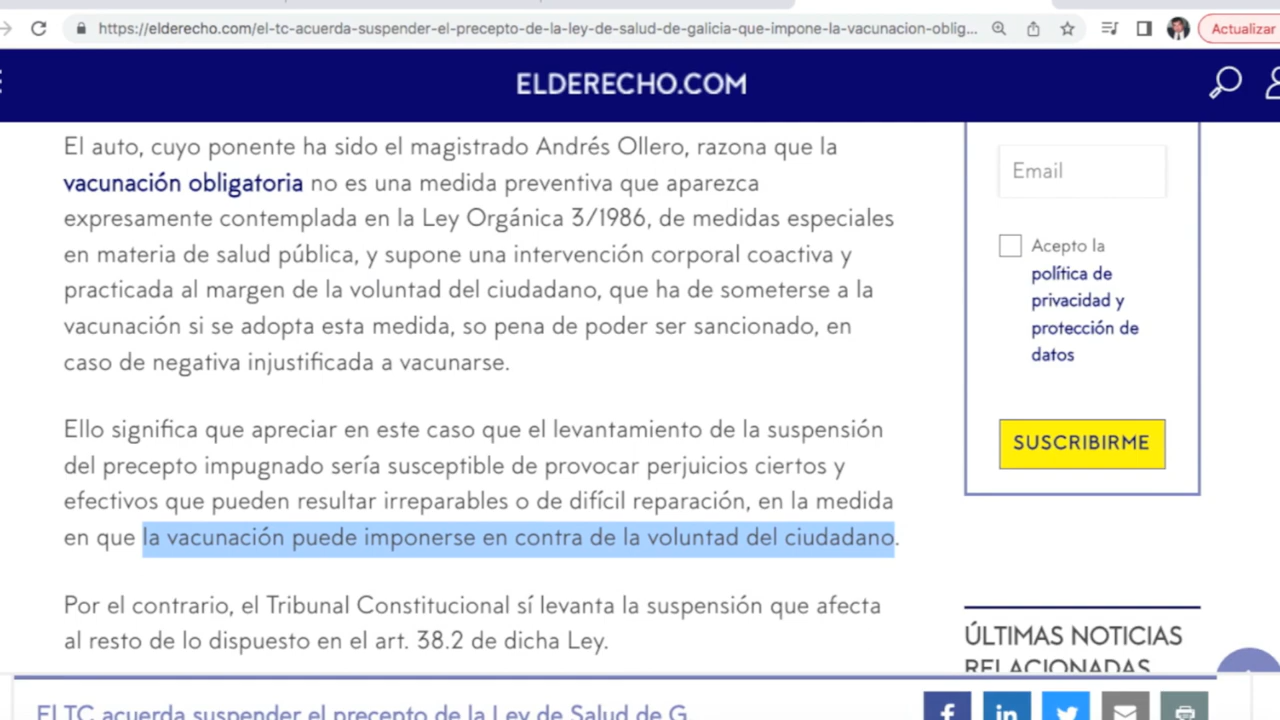 https://elderecho.com/el-tc-acuerda-suspender-el-precepto-de-la-ley-de-salud-de-galicia-que-impone-la-vacunacion-oblig...
Actualizar
ELDERECHO.COM
El auto, cuyo ponente ha sido el magistrado Andrés Ollero, razona que la
vacunación obligatoria no es una medida preventiva que aparezca
expresamente contemplada en la Ley Orgánica 3/1986, de medidas especiales
en materia de salud pública, y supone una intervención corporal coactiva y
practicada al margen de la voluntad del ciudadano, que ha de someterse a la
vacunación si se adopta esta medida, so pena de poder ser sancionado, en
caso de negativa injustificada a vacunarse.
Ello significa que apreciar en este caso que el levantamiento de la suspensión
del precepto impugnado sería susceptible de provocar perjuicios ciertos y
efectivos que pueden resultar irreparables o de difícil reparación, en la medida
en que la vacunación puede imponerse en contra de la voluntad del ciudadano.
Por el contrario, el Tribunal Constitucional sí levanta la suspensión que afecta
al resto de lo dispuesto en el art. 38.2 de dicha Ley.
Email
Acepto la
política de
privacidad y
protección de
datos
SUSCRIBIRME
ÚLTIMAS NOTICIAS
RELACIONADAS
El TC acuerda suspender el precepto de la Ley de Salud de G